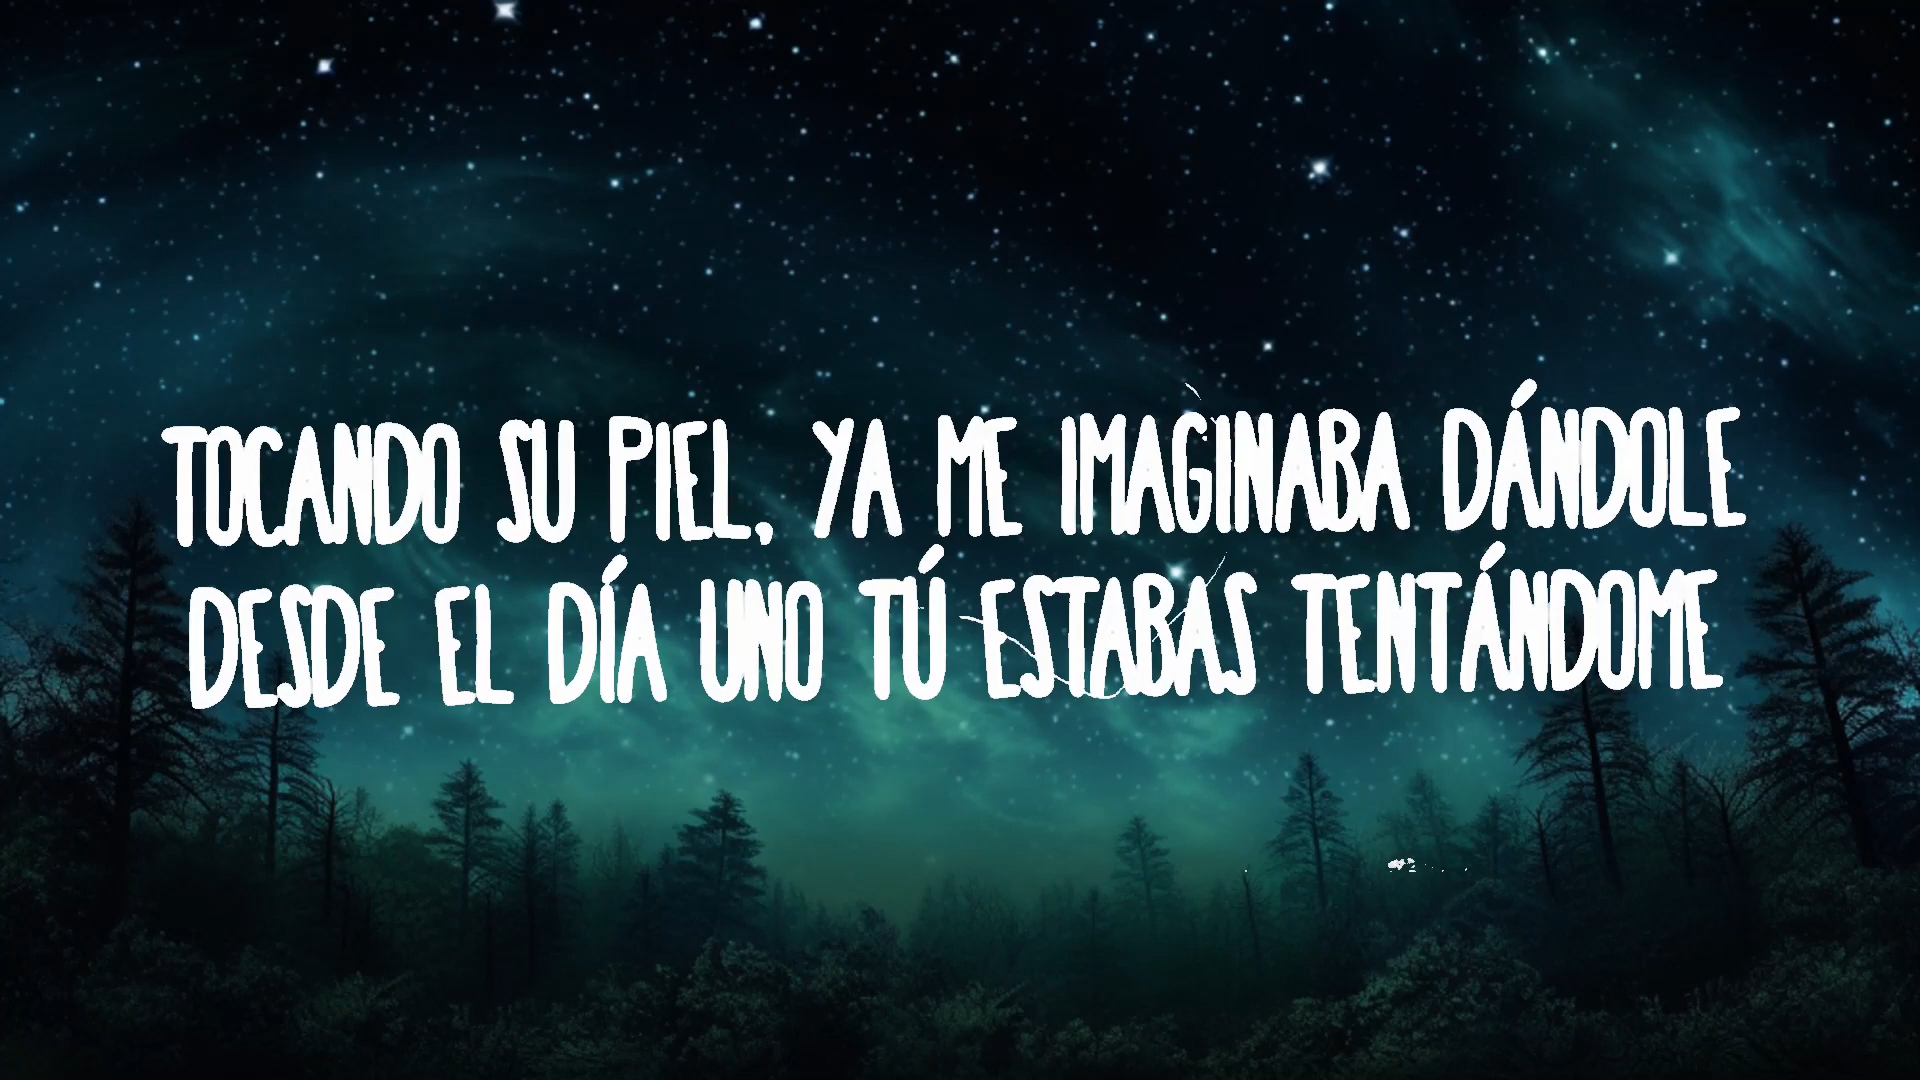 TOCANDO SU PIEL, YA ME IMAGINABA DÁNDOLE
DESDE EL DÍA UNO TÚ ESTABAS TENTÁNDOME